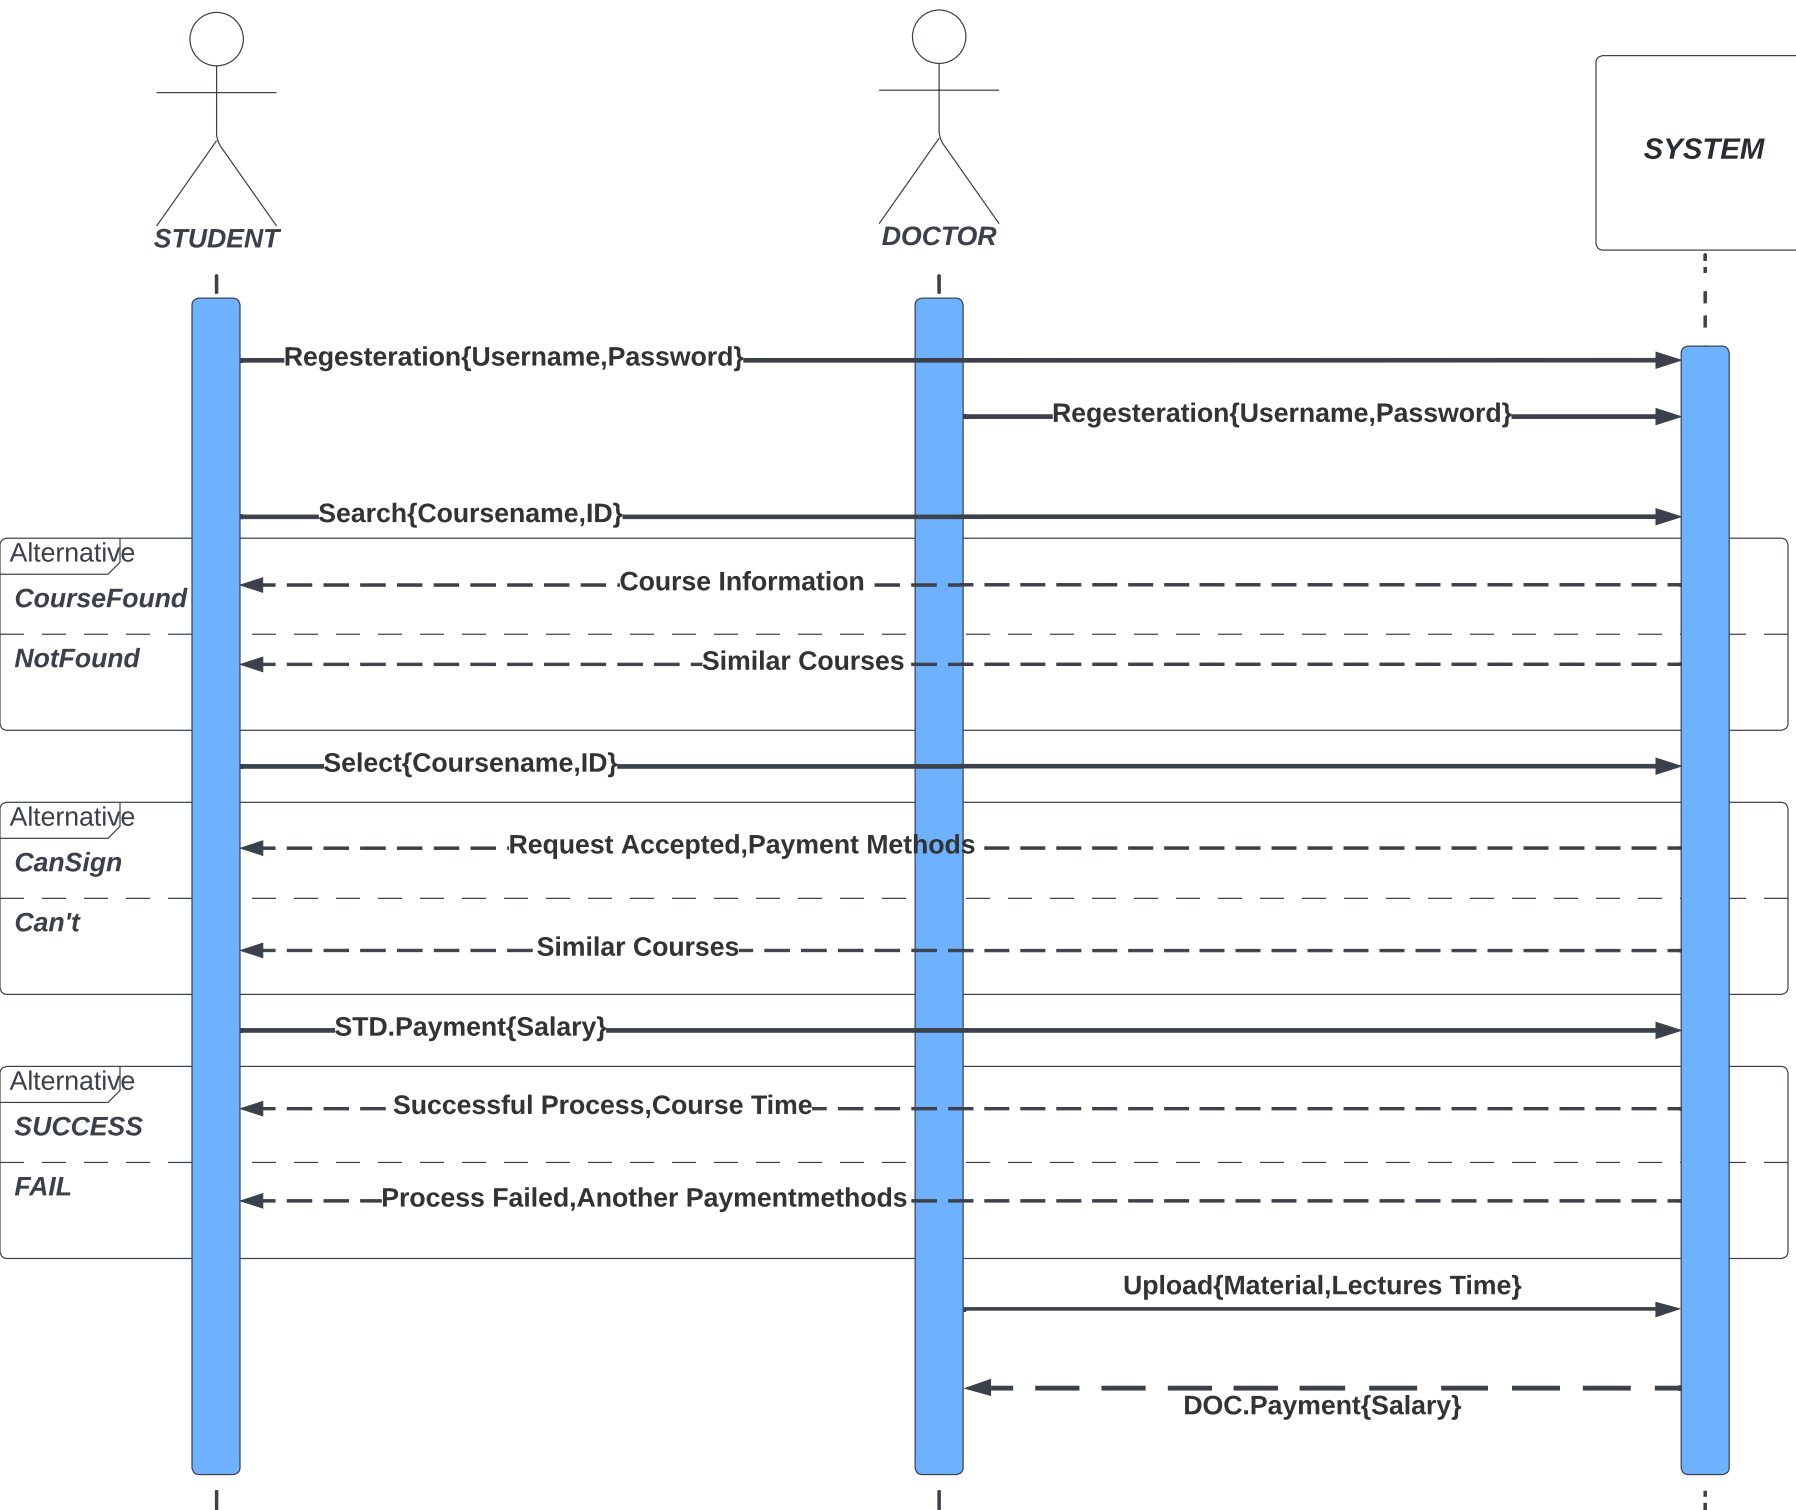 STUDENT
DOCTOR
SYSTEM
Regesteration{Username,Password}
Regesteration{Username,Password}
Search{Coursename,ID}
Alternative
Course Information
CourseFound
NotFound
Similar Courses
Select{Coursename,ID}
Alternative
Request Accepted,Payment Methods
CanSign
Can't
Similar Courses
STD.Payment{Salary}
Alternative
Successful Process,Course Time
SUCCESS
FAIL
Process Failed,Another Paymentmethods
Upload{Material,Lectures Time}
DOC.Payment{Salary}